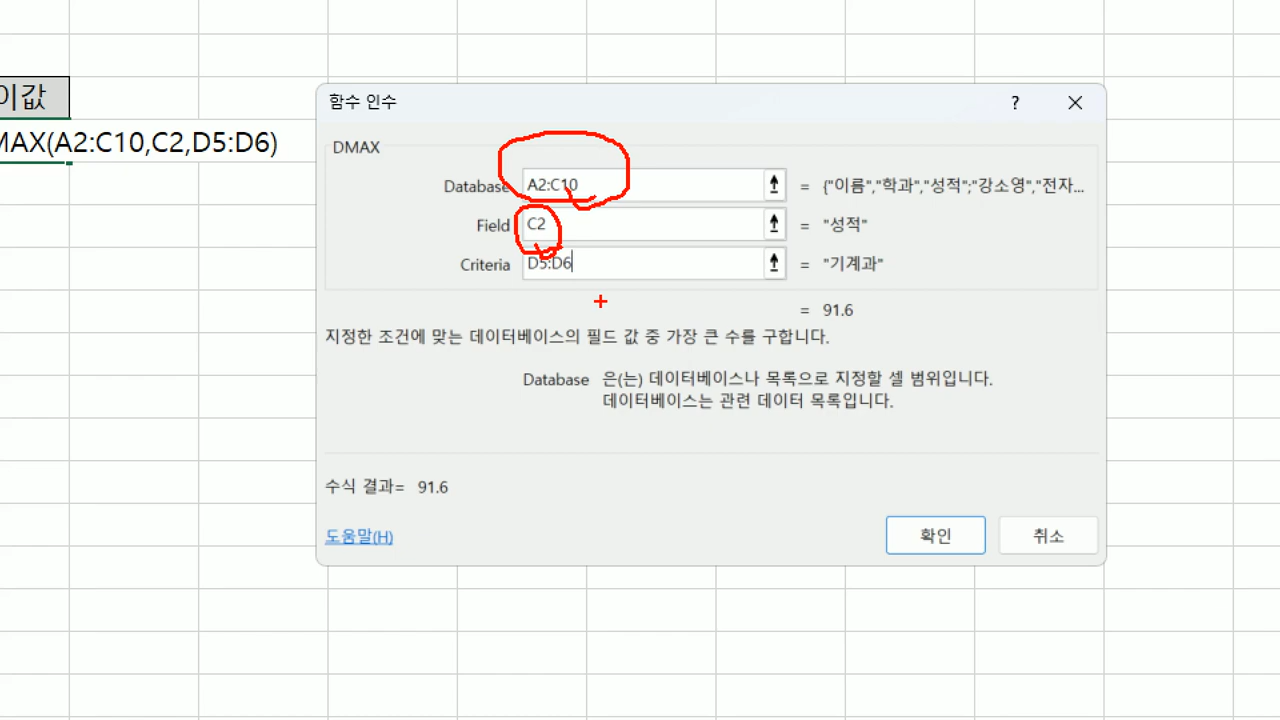 함수 인수
? ×
이값
MAX(A2:C10,C2,D5:D6)
DMAX
Database A2:C10 = {"이름","학과","성적";"강소영","전자...
Field C2 = "성적"
Criteria D5:D6 = "기계과"
= 91.6
지정한 조건에 맞는 데이터베이스의 필드 값 중 가장 큰 수를 구합니다.
Database 은(는) 데이터베이스나 목록으로 지정할 셀 범위입니다.
데이터베이스는 관련 데이터 목록입니다.
수식 결과= 91.6
도움말(H) 확인 취소